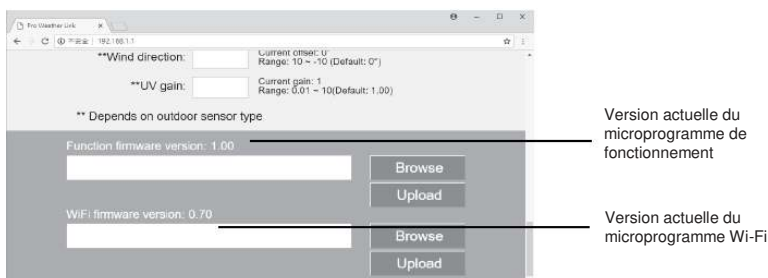 Pro Weather Link
不安全 | 192.168.1.1
**Wind direction:
Current offset: 0°
Range: 10 ~ -10 (Default: 0°)
**UV gain:
Current gain: 1
Range: 0.01 ~ 10(Default: 1.00)
** Depends on outdoor sensor type
Function firmware version: 1.00
Browse
Upload
WiFi firmware version: 0.70
Browse
Upload
Version actuelle du
microprogramme de
fonctionnement
Version actuelle du
microprogramme Wi-Fi